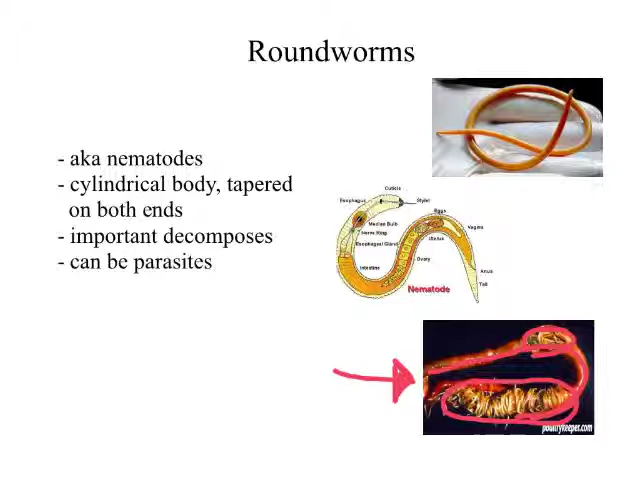 Roundworms
- aka nematodes
- cylindrical body, tapered
on both ends
- important decomposes
- can be parasites
Cuticle
Esophagus
Stylet
Median Bulb
Nerve Ring
Esophageal Gland
Eggs
Vagina
Uterus
Ovary
Intestine
Anus
Tail
Nematode
poultrykeeper.com